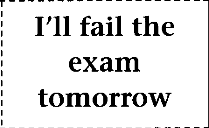 I’ll fail the
exam
tomorrow